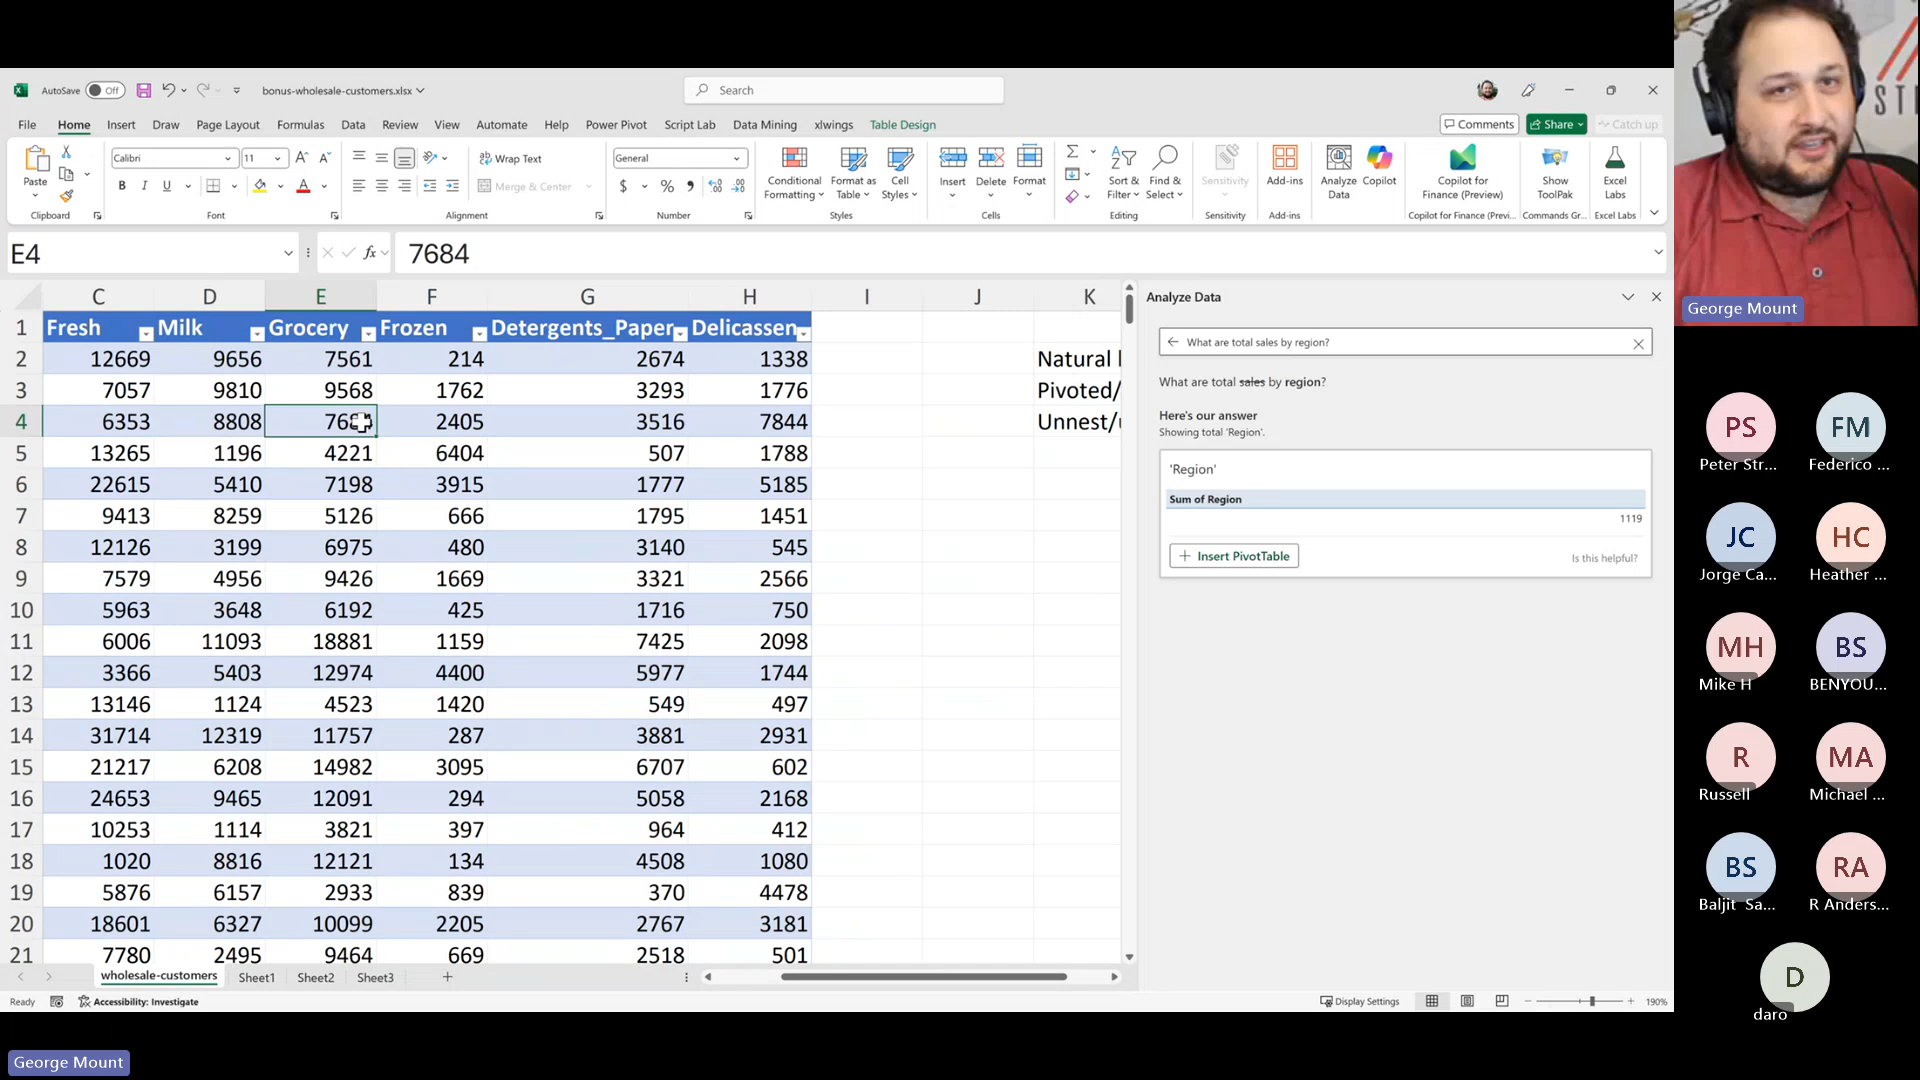 AutoSave Off bonus-wholesale-customers.xlsx Search
File Home Insert Draw Page Layout Formulas Data Review View Automate Help Power Pivot Script Lab Data Mining xlwings Table Design Comments Share Catch up
Paste Calibri 11 Wrap Text General Conditional Formatting Format as Table Cell Styles Insert Delete Format Sort & Filter Find & Select Sensitivity Add-ins Analyze Data Copilot Copilot for Finance (Preview) Show ToolPak Excel Labs
B I U A Merge & Center $ %
Clipboard Font Alignment Number Styles Cells Editing Sensitivity Add-ins Copilot for Finance (Previ... Commands Gr... Excel Labs
E4 fx 7684
C D E F G H I J K
1 Fresh Milk Grocery Frozen Detergents_Paper Delicassen
2 12669 9656 7561 214 2674 1338 Natural
3 7057 9810 9568 1762 3293 1776 Pivoted/
4 6353 8808 2405 3516 7844 Unnest/
5 13265 1196 4221 6404 507 1788
6 22615 5410 7198 3915 1777 5185
7 9413 8259 5126 666 1795 1451
8 12126 3199 6975 480 3140 545
9 7579 4956 9426 1669 3321 2566
10 5963 3648 6192 425 1716 750
11 6006 11093 18881 1159 7425 2098
12 3366 5403 12974 4400 5977 1744
13 13146 1124 4523 1420 549 497
14 31714 12319 11757 287 3881 2931
15 21217 6208 14982 3095 6707 602
16 24653 9465 12091 294 5058 2168
17 10253 1114 3821 397 964 412
18 1020 8816 12121 134 4508 1080
19 5876 6157 2933 839 370 4478
20 18601 6327 10099 2205 2767 3181
21 7780 2495 9464 669 2518 501
wholesale-customers Sheet1 Sheet2 Sheet3
Ready Accessibility: Investigate Display Settings 190%
Analyze Data
What are total sales by region?
What are total sales by region?
Here's our answer
Showing total 'Region'.
'Region'
Sum of Region
1119
Insert PivotTable Is this helpful?
George Mount
PS FM
Peter Str... Federico ...
JC HC
Jorge Ca... Heather ...
MH BS
Mike H BENYOU...
R MA
Russell Michael ...
BS RA
Baljit Sa... R Anders...
D
daro
George Mount